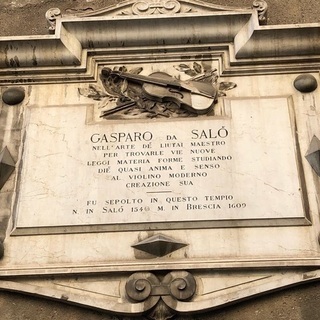 GASPARO DA SALÒ
NELL'ARTE DE' LIUTAI MAESTRO
PER TROVARLE VIE NUOVE
LEGGI MATERIA FORME STUDIANDO
DIÈ QUASI ANIMA E SENSO
AL VIOLINO MODERNO
CREAZIONE SUA
FU SEPOLTO IN QUESTO TEMPIO
N IN SALÒ 1540 M. IN BRESCIA 1609